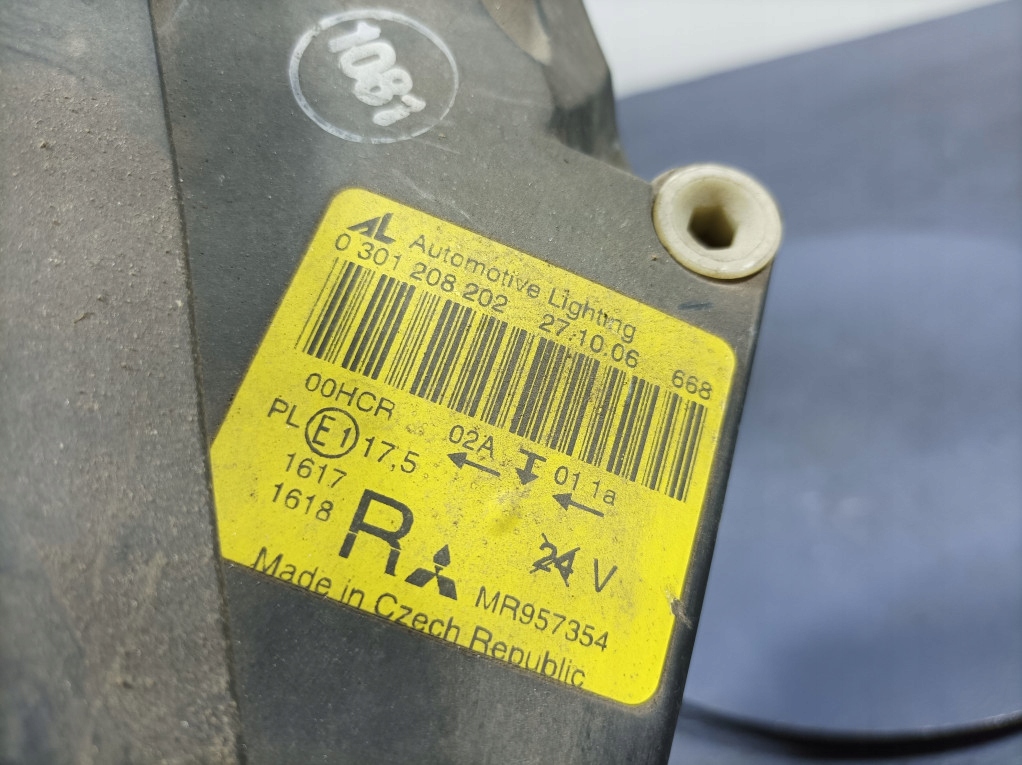 1082
AL Automotive Lighting
0 301 208 202 27.10.06 668
00HCR 02A 01 1a
PL E1 17,5
1617
1618
R 24 V
MR957354
Made in Czech Republic